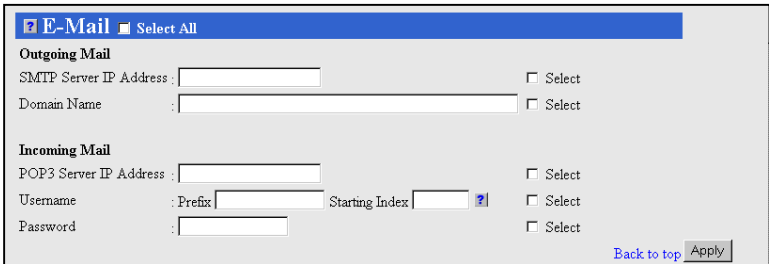 ? E-Mail Select All
Outgoing Mail
SMTP Server IP Address : Select
Domain Name : Select
Incoming Mail
POP3 Server IP Address : Select
Username : Prefix Starting Index ? Select
Password : Select
Back to top Apply